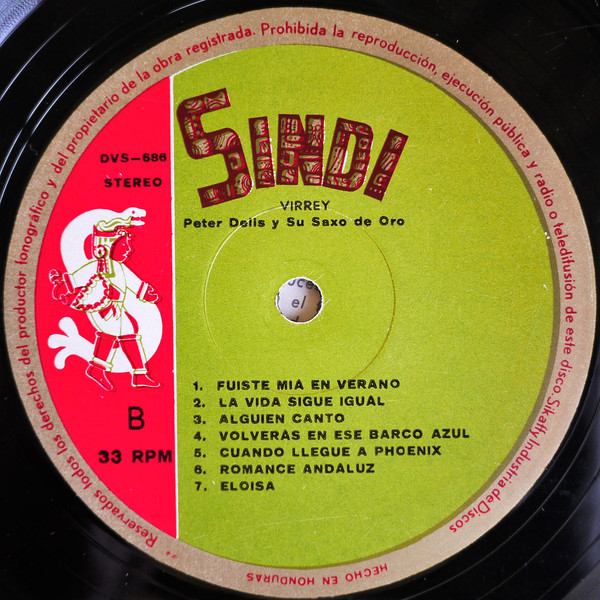 Reservados todos los derechos del productor fonográfico y del propietario de la obra registrada. Prohibida la reproducción, ejecución pública y radio o teledifusión de este disco. Sikaffy Industria de Discos
DVS-686
STEREO
SINDI
VIRREY
Peter Delis y Su Saxo de Oro
el
1. FUISTE MIA EN VERANO
2. LA VIDA SIGUE IGUAL
3. ALGUIEN CANTO
4. VOLVERÁS EN ESE BARCO AZUL
5. CUANDO LLEGUE A PHOENIX
6. ROMANCE ANDALUZ
7. ELOISA
B
33 RPM
HECHO EN HONDURAS